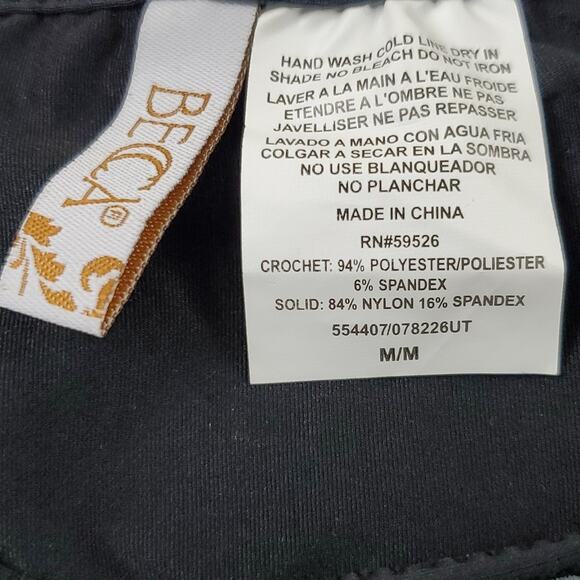 BECCA®
HAND WASH COLD LINE DRY IN
SHADE NO BLEACH DO NOT IRON
LAVER A LA MAIN A L'EAU FROIDE
ETENDRE A L'OMBRE NE PAS
JAVELLISER NE PAS REPASSER
LAVADO A MANO CON AGUA FRIA
COLGAR A SECAR EN LA SOMBRA
NO USE BLANQUEADOR
NO PLANCHAR
MADE IN CHINA
RN#59526
CROCHET: 94% POLYESTER/POLIESTER
6% SPANDEX
SOLID: 84% NYLON 16% SPANDEX
554407/078226UT
M/M